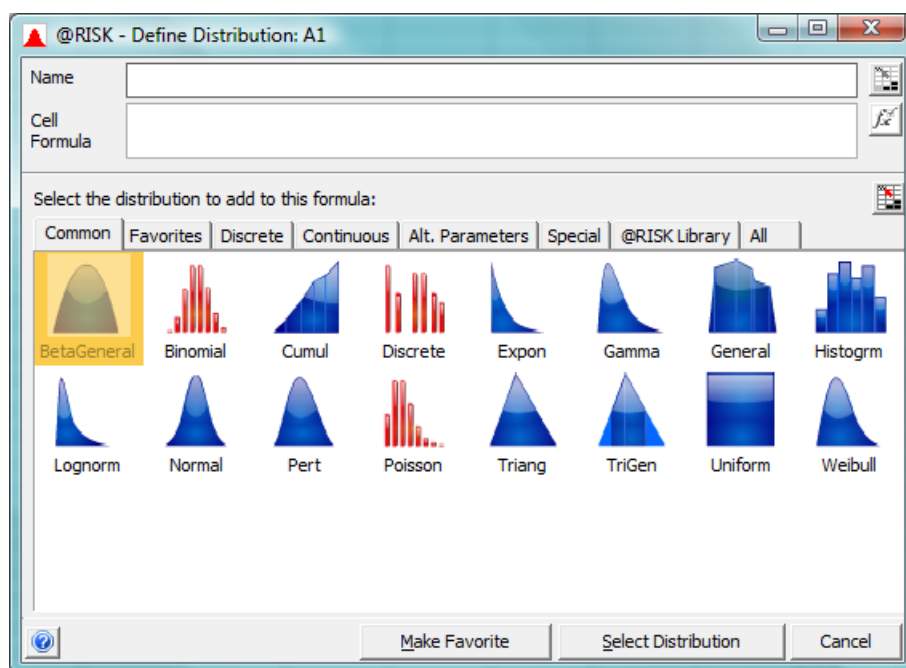 @RISK - Define Distribution: A1
Name
Cell
Formula
Select the distribution to add to this formula:
Common Favorites Discrete Continuous Alt. Parameters Special @RISK Library All
BetaGeneral Binomial Cumul Discrete Expon Gamma General Histogrm
Lognorm Normal Pert Poisson Triang TriGen Uniform Weibull
Make Favorite Select Distribution Cancel